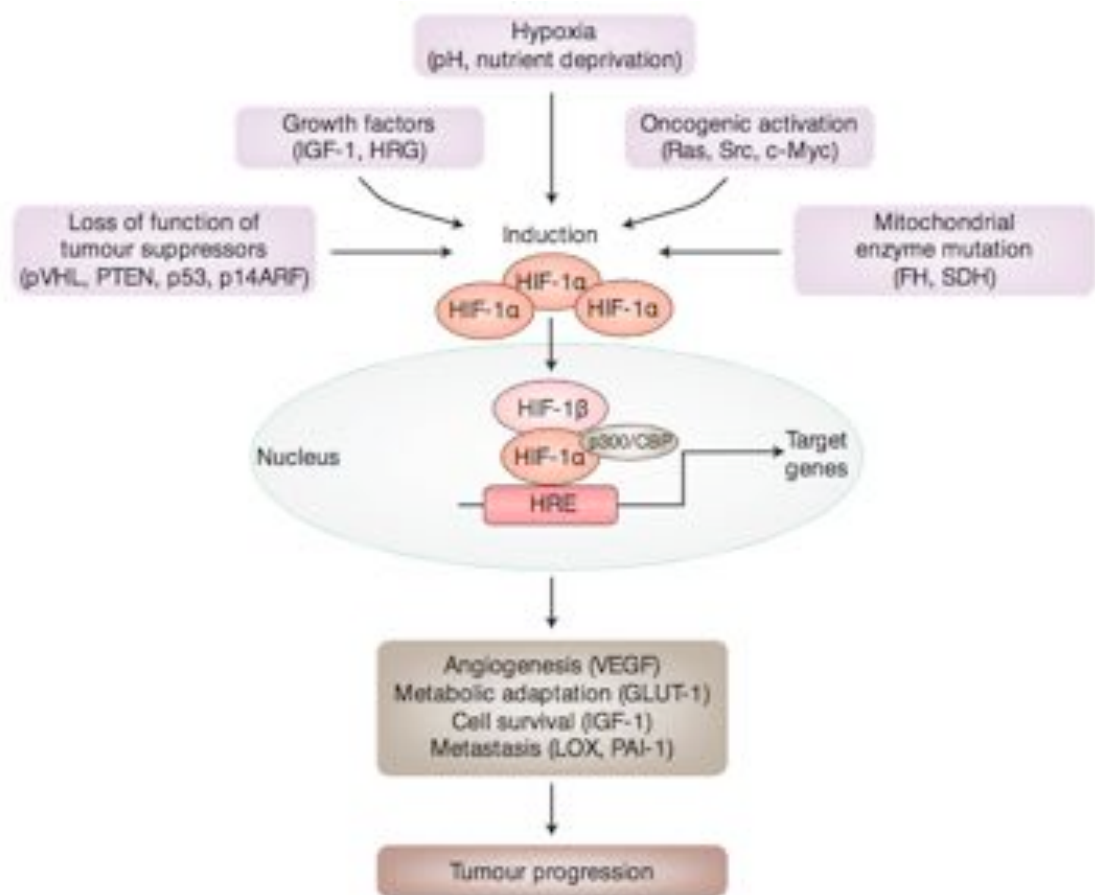 Hypoxia
(pH, nutrient deprivation)
Growth factors
(IGF-1, HRG)
Oncogenic activation
(Ras, Src, c-Myc)
Loss of function of
tumour suppressors
(pVHL, PTEN, p53, p14ARF)
Induction
Mitochondrial
enzyme mutation
(FH, SDH)
HIF-1α
HIF-1α
HIF-1α
HIF-1β
p300/CBP
HIF-1α
Nucleus
Target
genes
HRE
Angiogenesis (VEGF)
Metabolic adaptation (GLUT-1)
Cell survival (IGF-1)
Metastasis (LOX, PAI-1)
Tumour progression